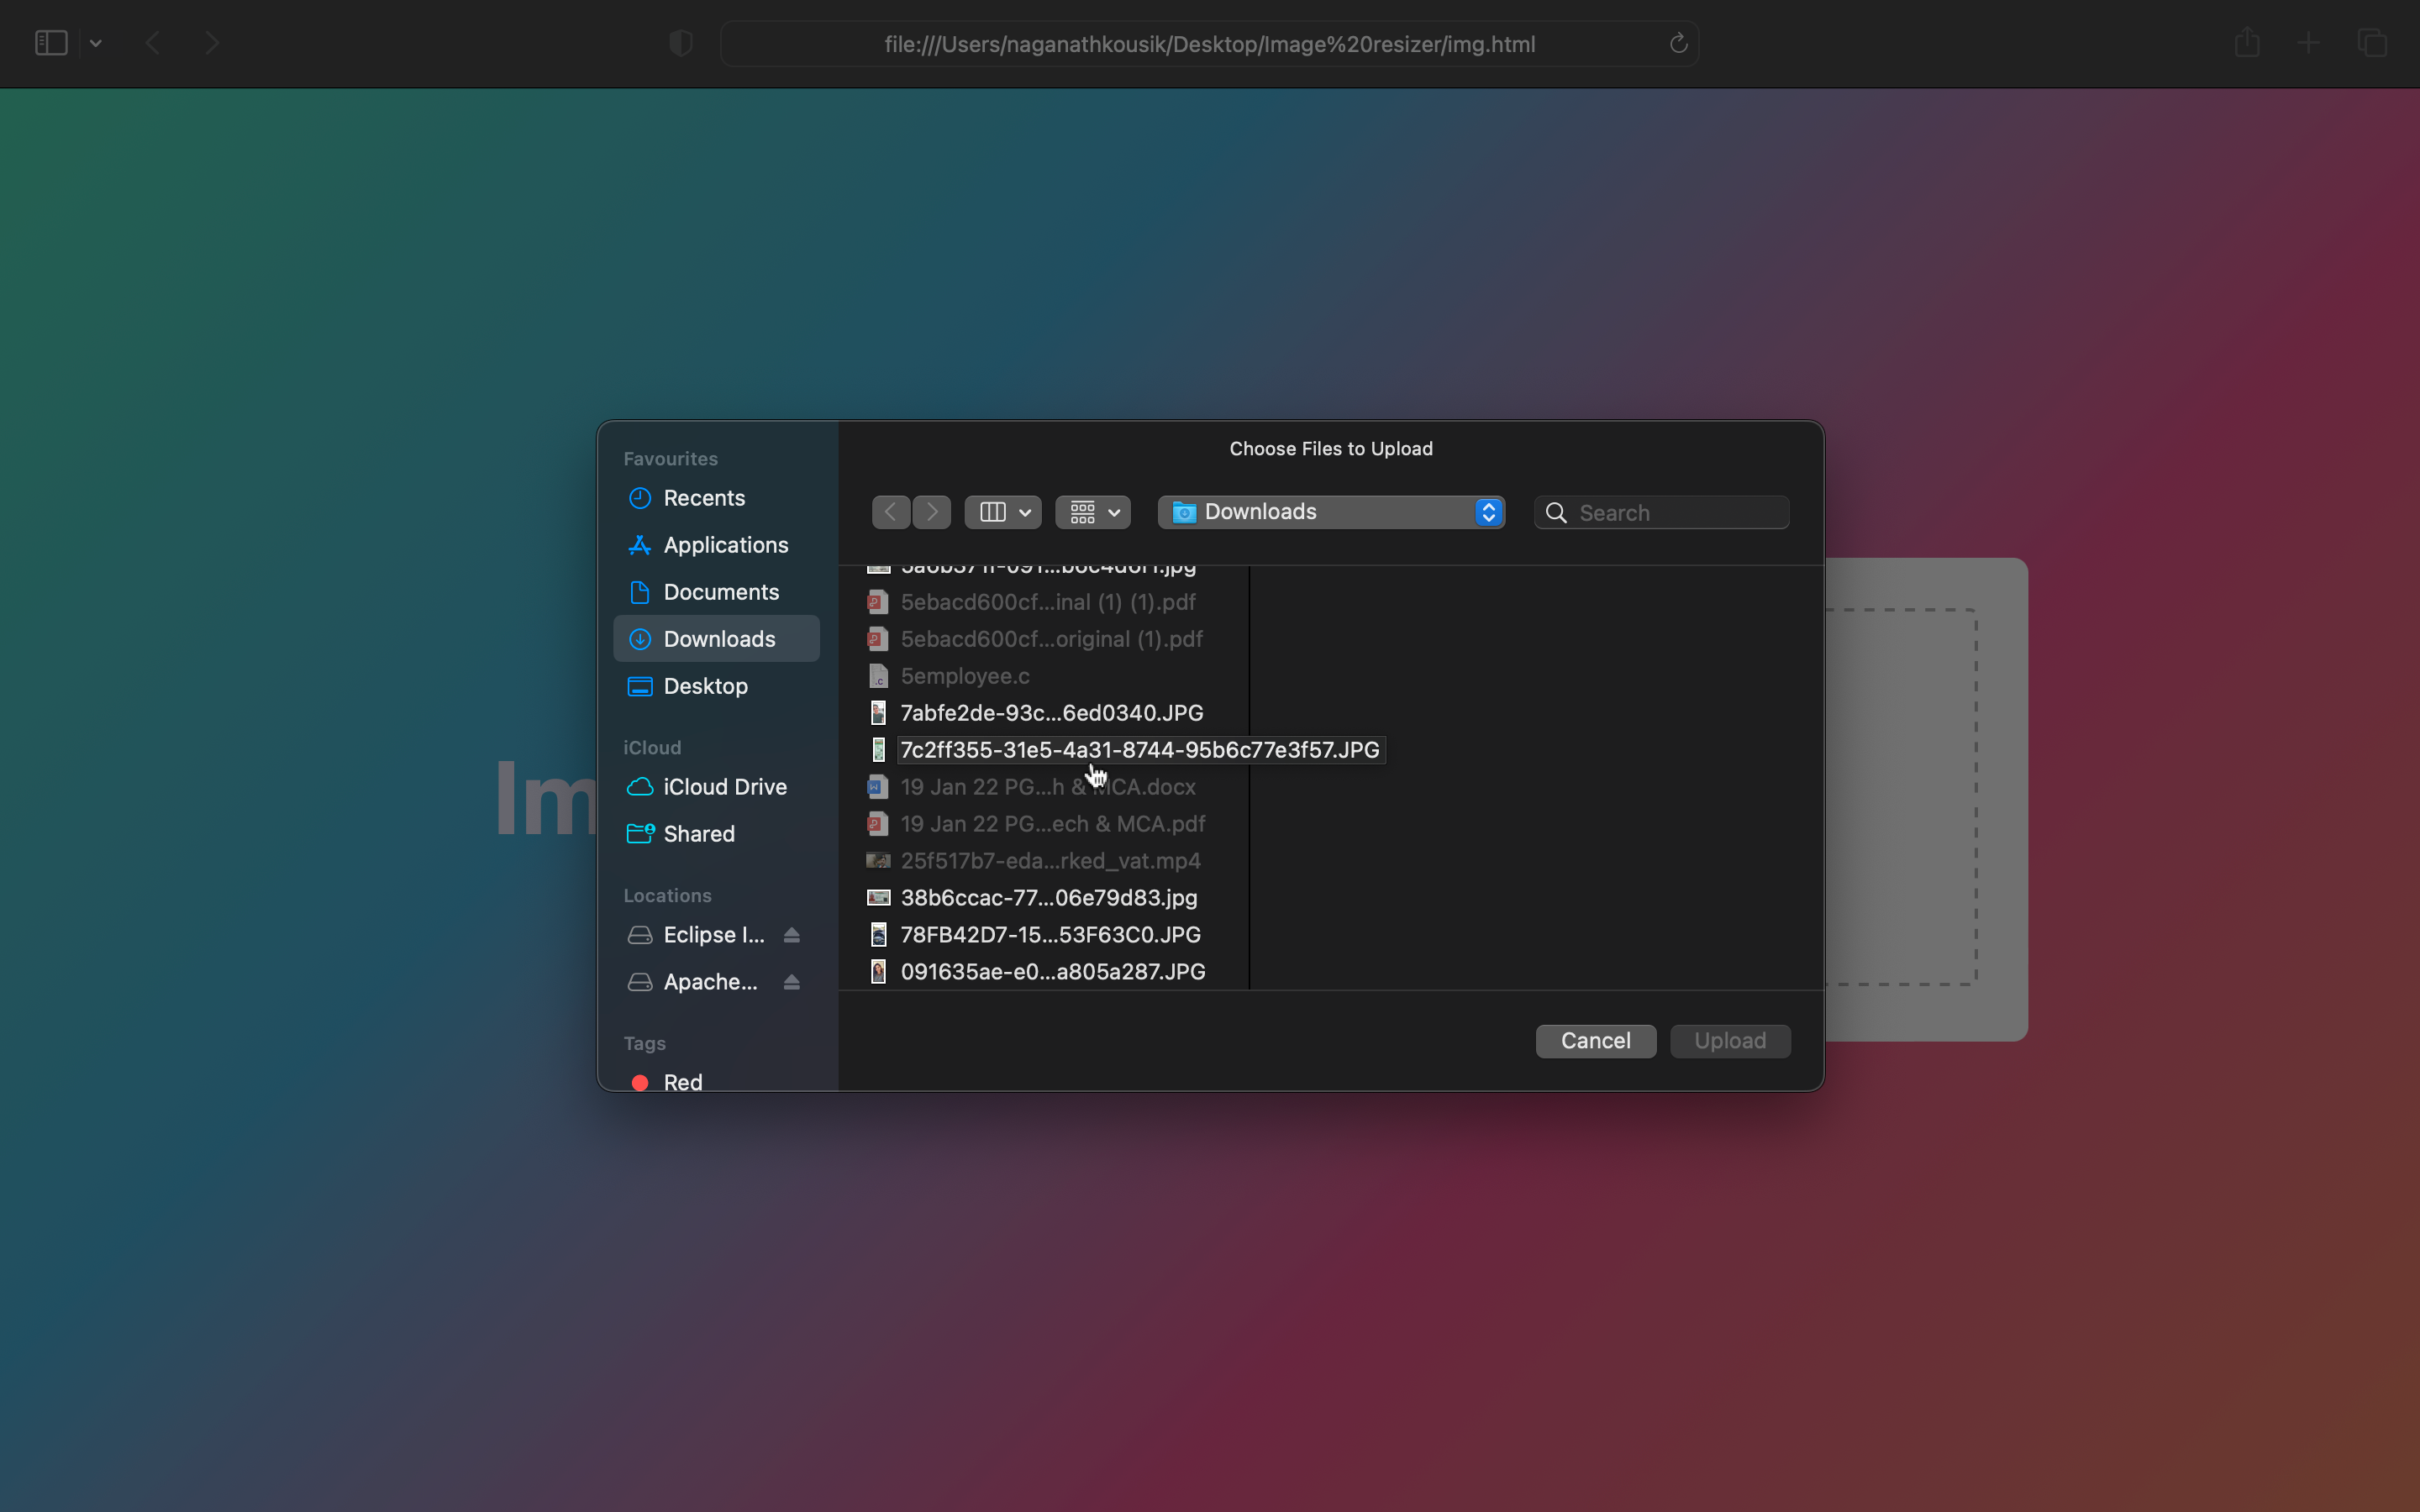 file:///Users/naganathkousik/Desktop/Image%20resizer/img.html
Im
Favourites
Recents
Applications
Documents
Downloads
Desktop
iCloud
iCloud Drive
Shared
Locations
Eclipse I...
Apache...
Tags
Red
Choose Files to Upload
Downloads
Search
5ebacd600cf...inal (1) (1).pdf
5ebacd600cf...original (1).pdf
5employee.c
7abfe2de-93c...6ed0340.JPG
7c2ff355-31e5-4a31-8744-95b6c77e3f57.JPG
19 Jan 22 PG...h & MCA.docx
19 Jan 22 PG...ech & MCA.pdf
25f517b7-eda...rked_vat.mp4
38b6ccac-77...06e79d83.jpg
78FB42D7-15...53F63C0.JPG
091635ae-e0...a805a287.JPG
Cancel
Upload